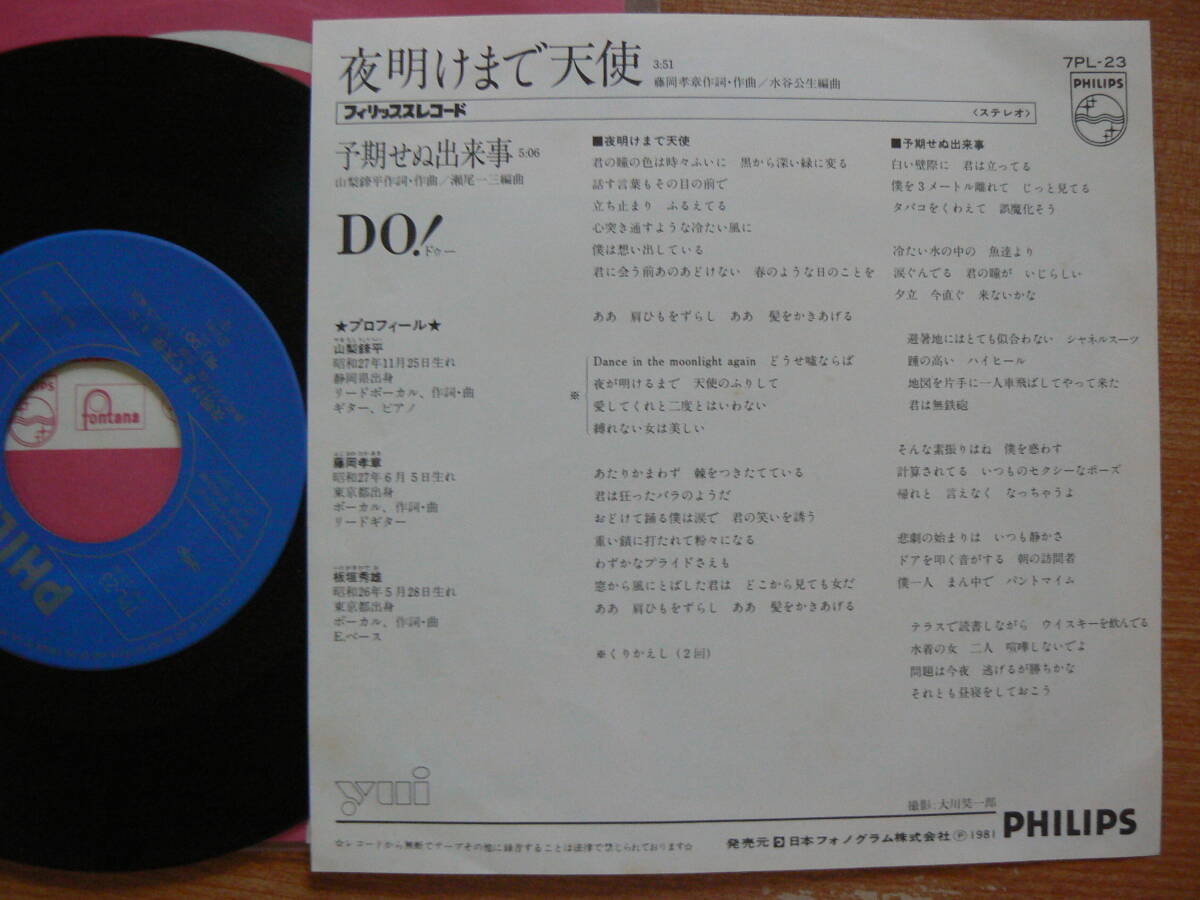 夜明けまで天使 3:51
藤岡孝章作詞・作曲／水谷公生編曲
7PL-23
PHILIPS
フィリップスレコード
〈ステレオ〉
予期せぬ出来事 5:06
山梨鐐平作詞・作曲／瀬尾一三編曲
DO!
ドゥー
★プロフィール★
山梨鐐平
昭和27年11月25日生れ
静岡県出身
リードボーカル、作詞・曲
ギター、ピアノ
藤岡孝章
昭和27年6月5日生れ
東京都出身
ボーカル、作詞・曲
リードギター
板垣秀雄
昭和26年5月28日生れ
東京都出身
ボーカル、作詞・曲
E.ベース
■夜明けまで天使
君の瞳の色は時々ふいに 黒から深い緑に変る
話す言葉もその目の前で
立ち止まり ふるえてる
心突き通すような冷たい風に
僕は想い出している
君に会う前あのあどけない 春のような日のことを
ああ 肩ひもをずらし ああ 髪をかきあげる
※
Dance in the moonlight again どうせ嘘ならば
夜が明けるまで 天使のふりして
愛してくれと二度とはいわない
縛れない女は美しい
あたりかまわず 棘をつきたてている
君は狂ったバラのようだ
おどけて踊る僕は涙で 君の笑いを誘う
重い鎖に打たれて粉々になる
わずかなプライドさえも
窓から風にとばした君は どこから見ても女だ
ああ 肩ひもをずらし ああ 髪をかきあげる
※くりかえし（2回）
■予期せぬ出来事
白い壁際に 君は立ってる
僕を3メートル離れて じっと見てる
タバコをくわえて 誤魔化そう
冷たい水の中の 魚達より
涙ぐんでる 君の瞳が いじらしい
夕立 今直ぐ 来ないかな
避暑地にはとても似合わない シャネルスーツ
踵の高い ハイヒール
地図を片手に一人車飛ばしてやって来た
君は無鉄砲
そんな素振りはね 僕を惑わす
計算されてる いつものセクシーなポーズ
帰れと 言えなく なっちゃうよ
悲劇の始まりは いつも静かさ
ドアを叩く音がする 朝の訪問者
僕一人 まん中で パントマイム
テラスで読書しながら ウイスキーを飲んでる
水着の女 二人 喧嘩しないでよ
問題は今夜 逃げるが勝ちかな
それとも昼寝をしておこう
yui
撮影：大川奘一郎
☆レコードから無断でテープその他に録音することは法律で禁じられております☆
発売元 日本フォノグラム株式会社 Ⓟ1981 PHILIPS
fontana